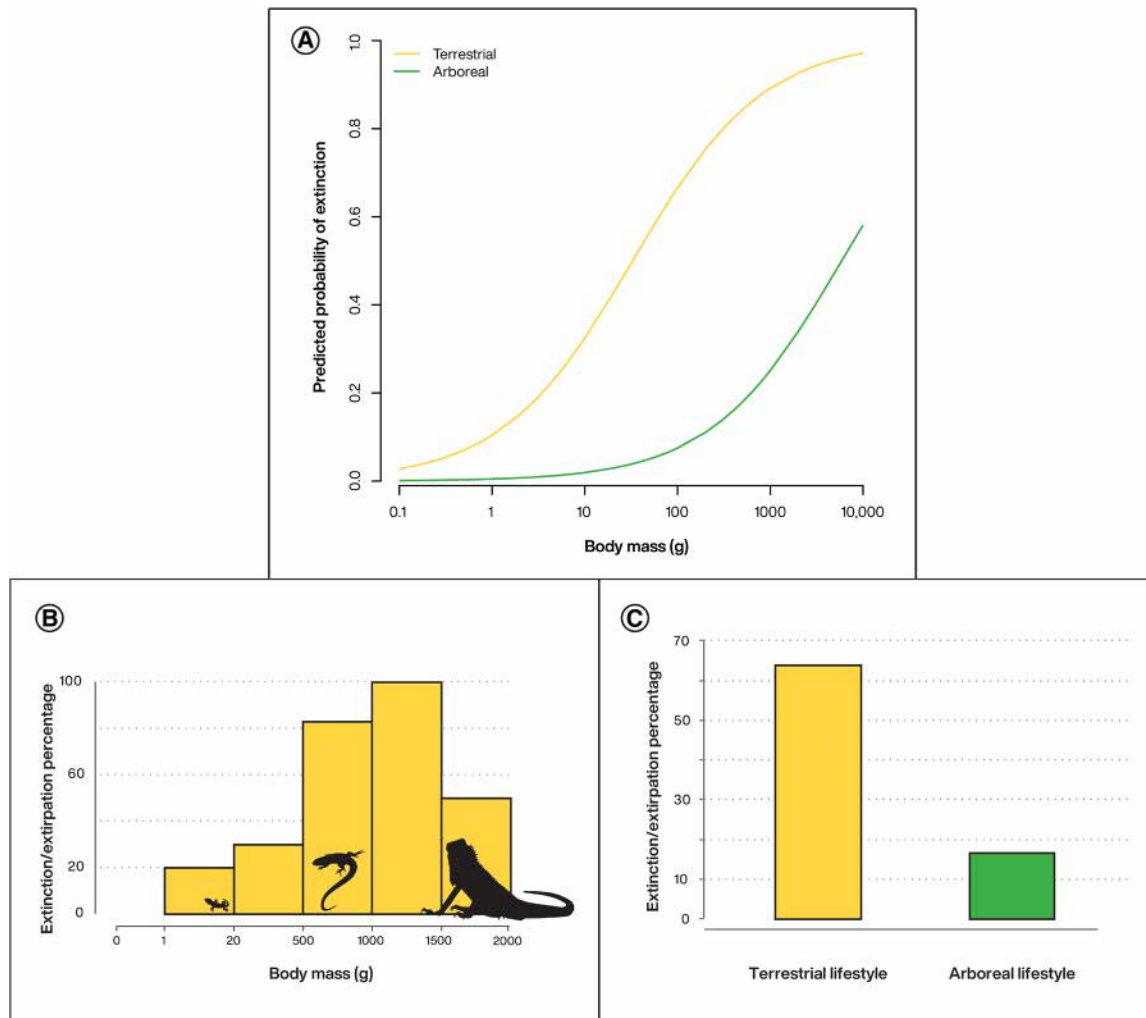 A
Terrestrial
Arboreal
Predicted probability of extinction
1.0
0.8
0.6
0.4
0.2
0.0
0.1 1 10 100 1000 10,000
Body mass (g)
B
Extinction/extirpation percentage
100
60
20
0
0 1 20 500 1000 1500 2000
Body mass (g)
C
Extinction/extirpation percentage
70
50
30
10
0
Terrestrial lifestyle Arboreal lifestyle